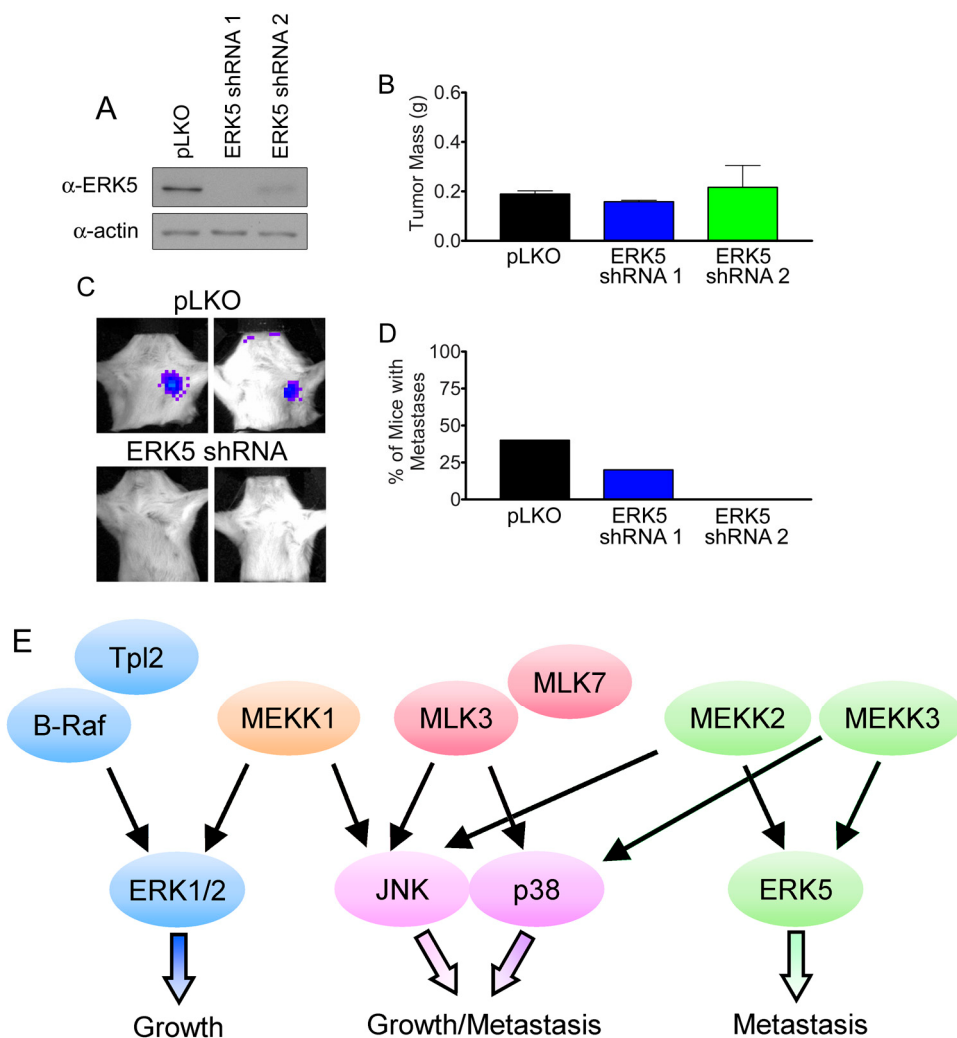 A
pLKO
ERK5 shRNA 1
ERK5 shRNA 2
α-ERK5
α-actin
B
Tumor Mass (g)
0.6
0.4
0.2
0.0
pLKO
ERK5
shRNA 1
ERK5
shRNA 2
C
pLKO
ERK5 shRNA
D
% of Mice with
Metastases
100
75
50
25
0
pLKO
ERK5
shRNA 1
ERK5
shRNA 2
E
Tpl2
B-Raf
MEKK1
MLK3
MLK7
MEKK2
MEKK3
ERK1/2
JNK
p38
ERK5
Growth
Growth/Metastasis
Metastasis